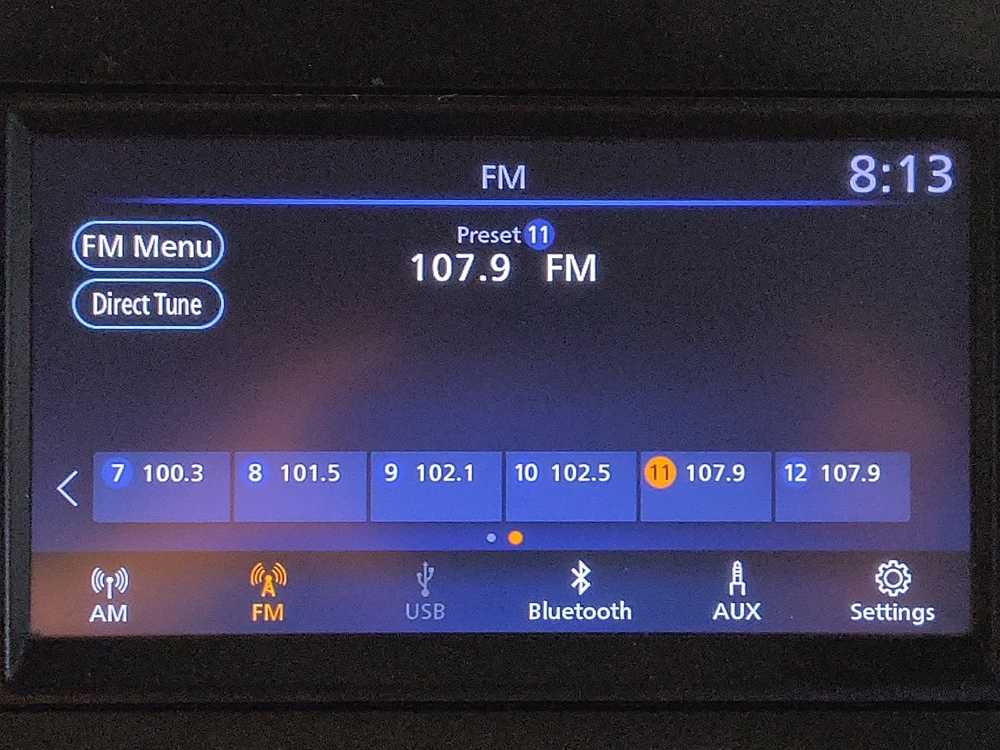 FM
8:13
FM Menu
Preset 11
107.9 FM
Direct Tune
7 100.3
8 101.5
9 102.1
10 102.5
11 107.9
12 107.9
AM
FM
USB
Bluetooth
AUX
Settings